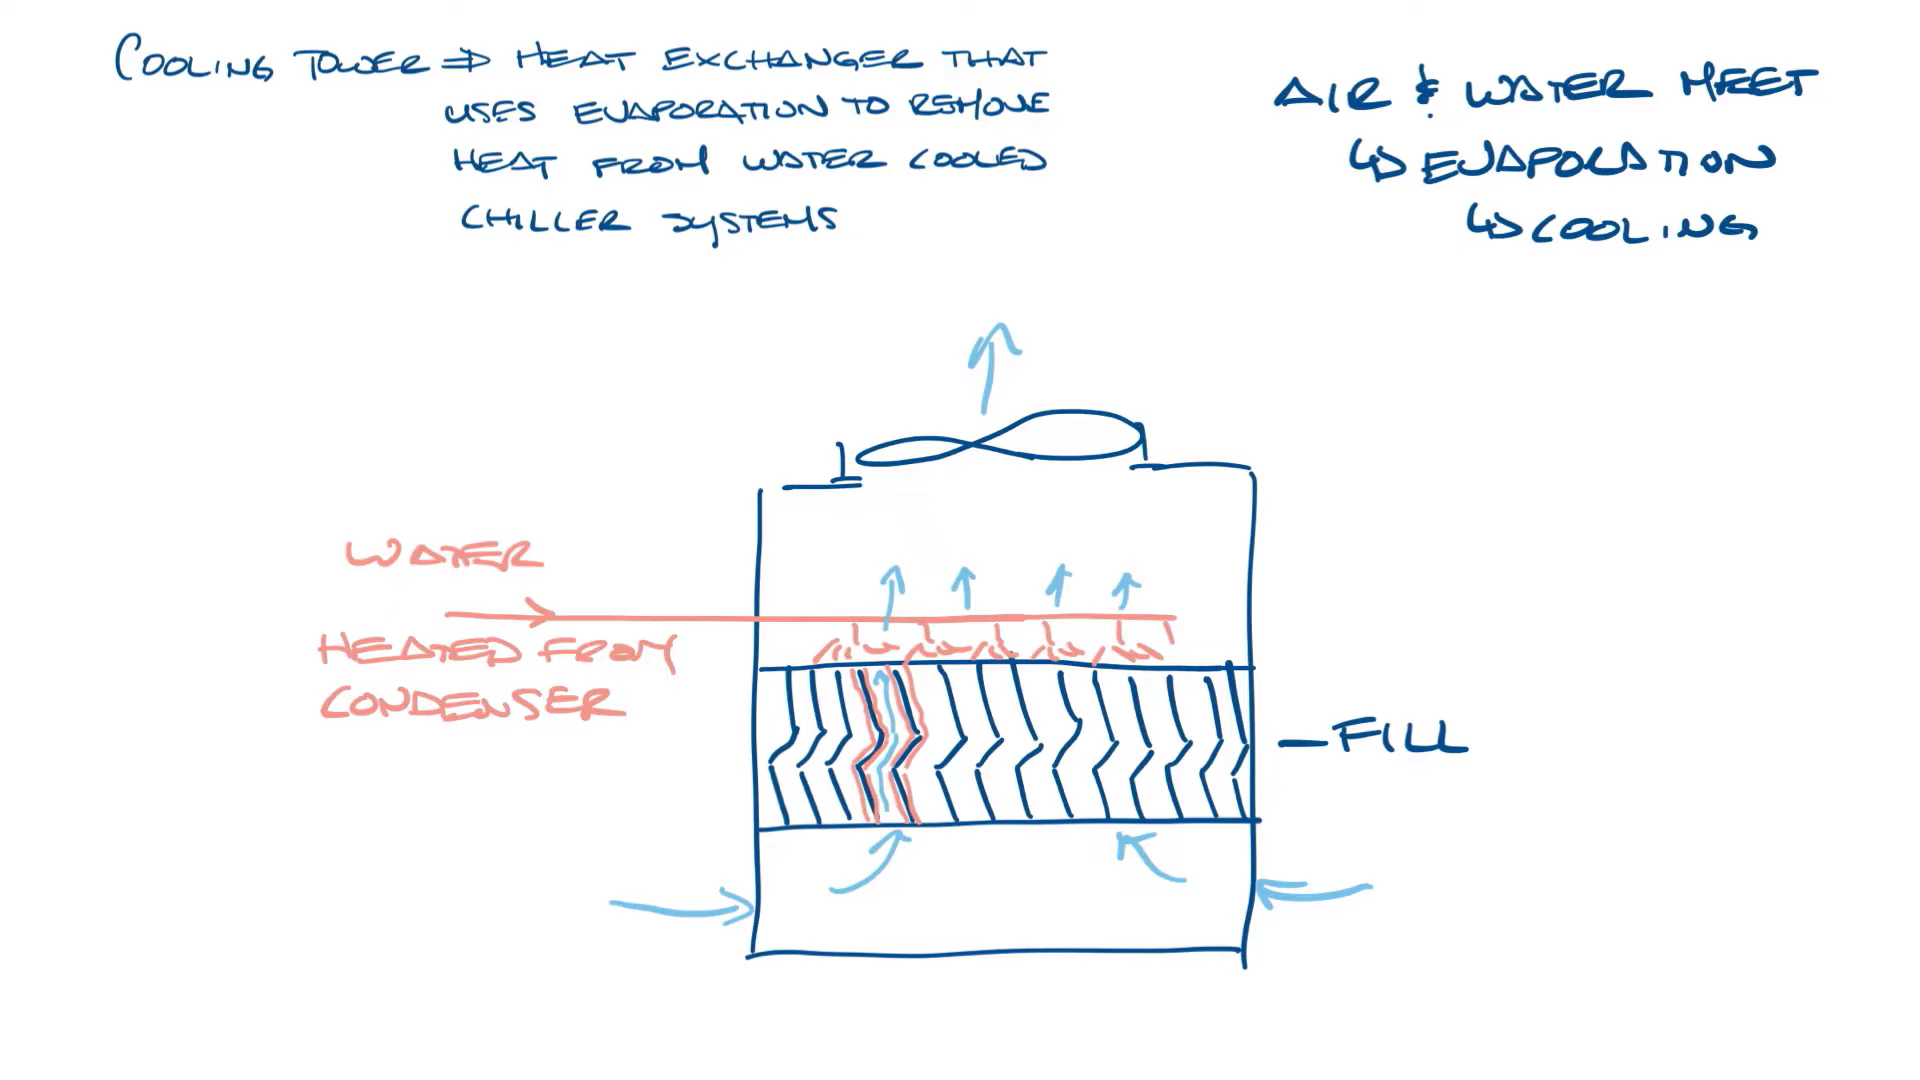 COOLING TOWER ⇒ HEAT EXCHANGER THAT
USES EVAPORATION TO REMOVE
HEAT FROM WATER COOLED
CHILLER SYSTEMS
AIR & WATER MEET
↳ EVAPORATION
↳ COOLING
WATER
HEATED FROM
CONDENSER
– FILL